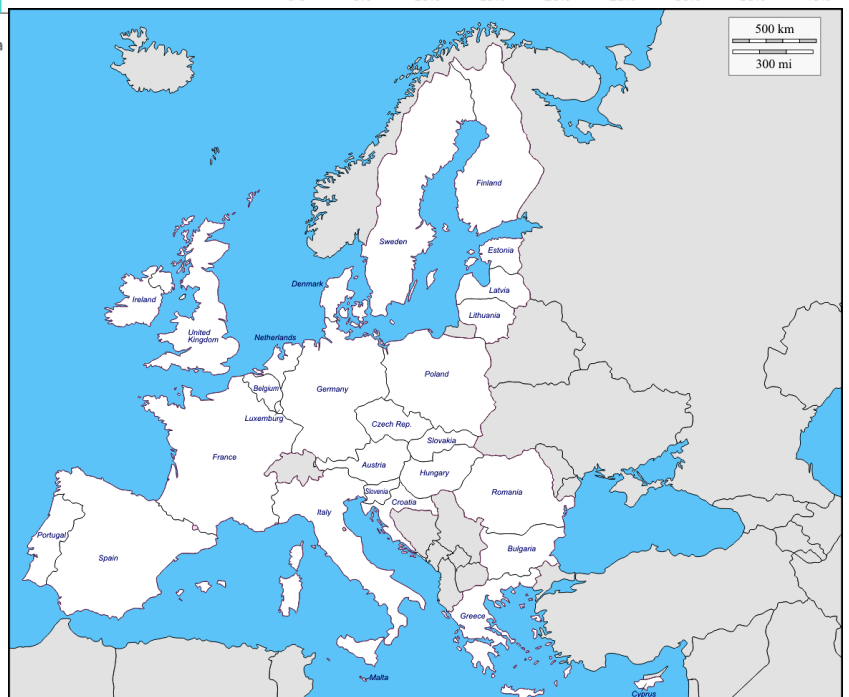 500 km
300 mi
Finland
Sweden
Estonia
Denmark
Latvia
Ireland
Lithuania
United
Kingdom
Netherlands
Poland
Belgium
Germany
Luxemburg
Czech Rep.
Slovakia
France
Austria
Hungary
Slovenia
Romania
Croatia
Italy
Portugal
Bulgaria
Spain
Greece
Malta
Cyprus